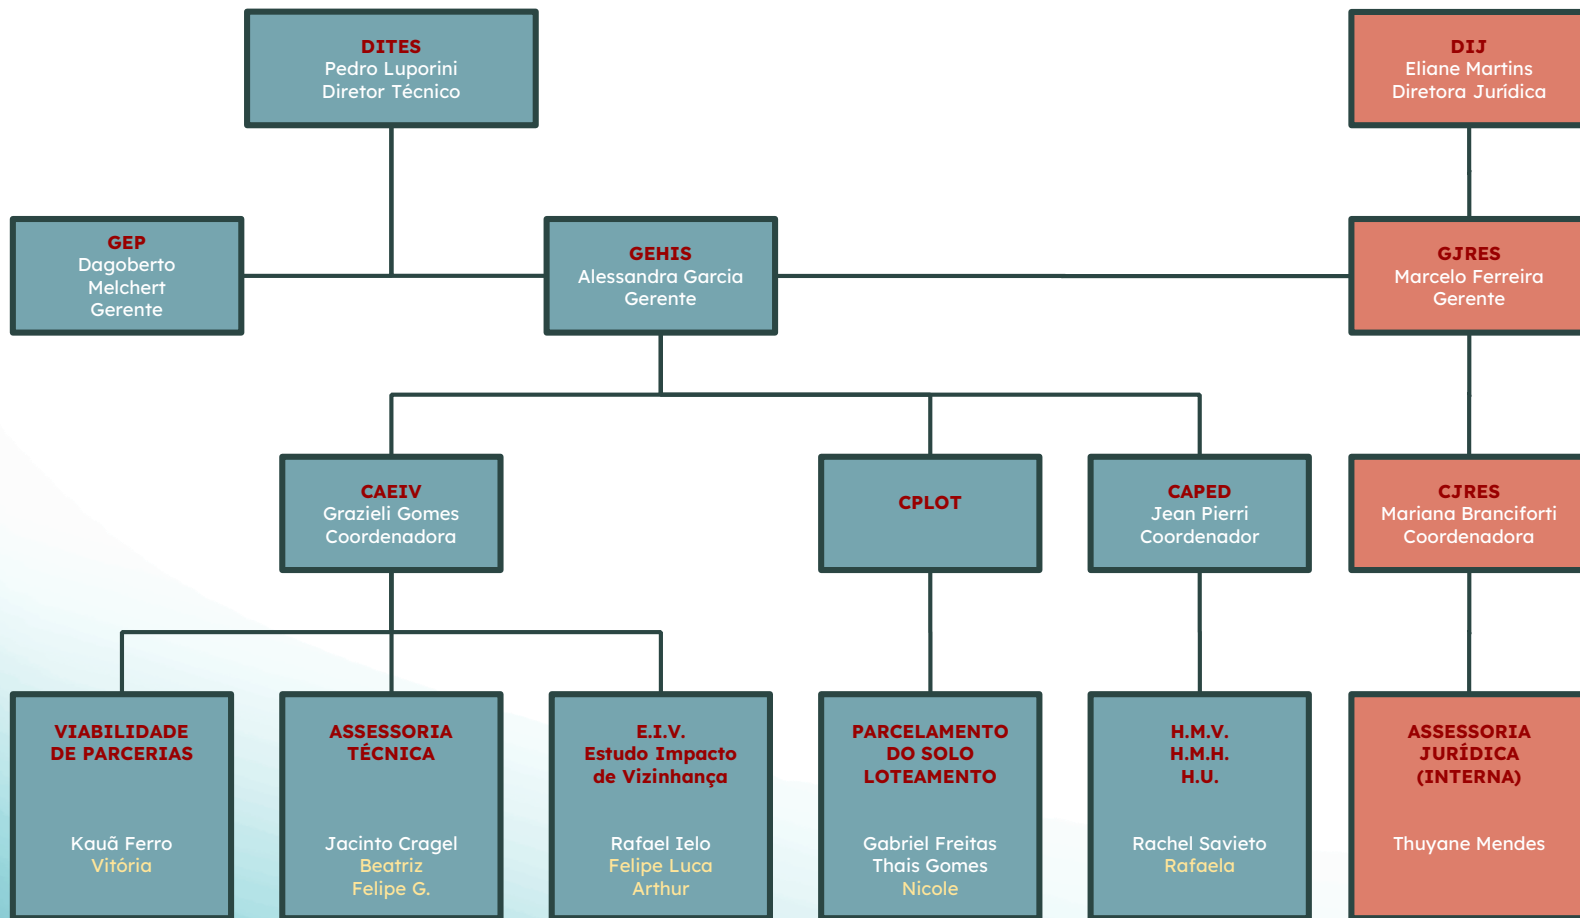 DITES
Pedro Luporini
Diretor Técnico
DIJ
Eliane Martins
Diretora Jurídica
GEP
Dagoberto
Melchert
Gerente
GEHIS
Alessandra Garcia
Gerente
GJRES
Marcelo Ferreira
Gerente
CAEIV
Grazieli Gomes
Coordenadora
CPLOT
CAPED
Jean Pierri
Coordenador
CJRES
Mariana Branciforti
Coordenadora
VIABILIDADE
DE PARCERIAS
Kauã Ferro
Vitória
ASSESSORIA
TÉCNICA
Jacinto Cragel
Beatriz
Felipe G.
E.I.V.
Estudo Impacto
de Vizinhança
Rafael Ielo
Felipe Luca
Arthur
PARCELAMENTO
DO SOLO
LOTEAMENTO
Gabriel Freitas
Thais Gomes
Nicole
H.M.V.
H.M.H.
H.U.
Rachel Savieto
Rafaela
ASSESSORIA
JURÍDICA
(INTERNA)
Thuyane Mendes